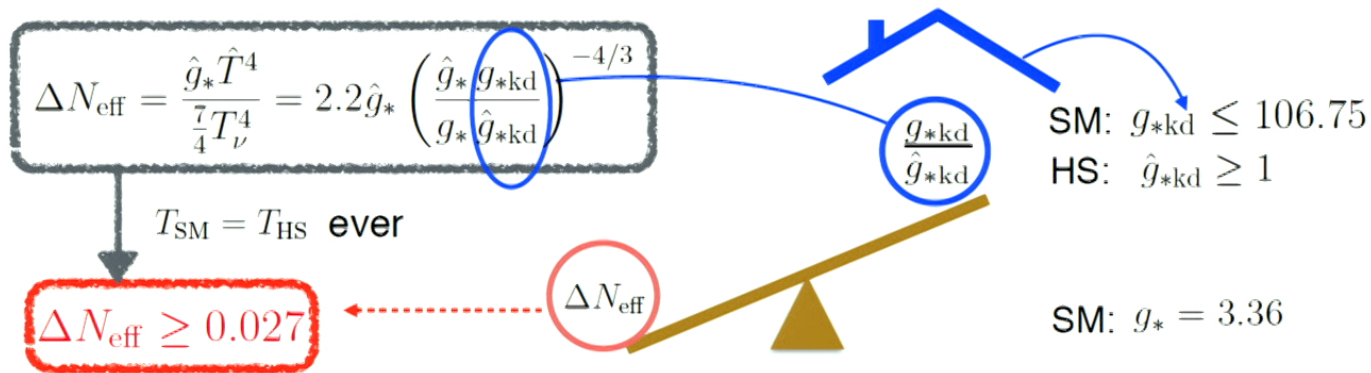 ΔN_eff = ĝ_* T̂^4 / (7/4 T_ν^4) = 2.2ĝ_* (ĝ_* g_*kd / g_* ĝ_*kd)^{-4/3}
T_SM = T_HS ever
ΔN_eff ≥ 0.027
ΔN_eff
g_*kd / ĝ_*kd
SM: g_*kd ≤ 106.75
HS: ĝ_*kd ≥ 1
SM: g_* = 3.36